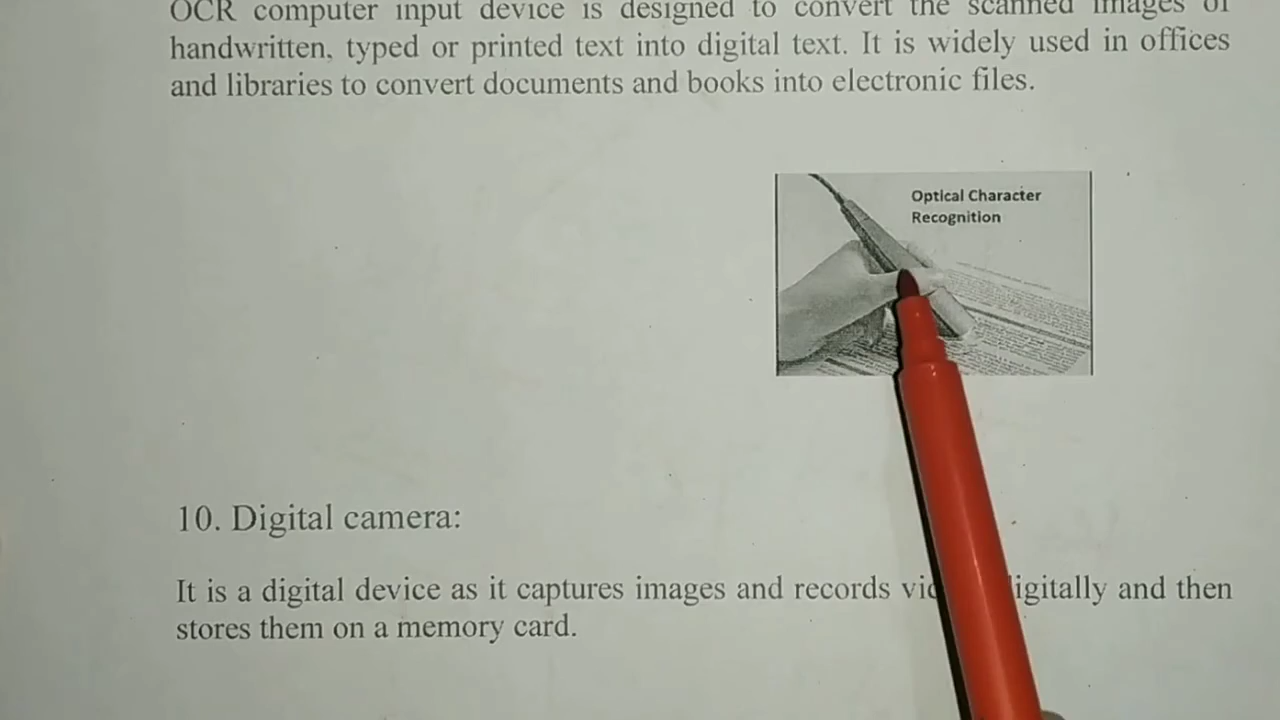 OCR computer input device is designed to convert the scanned images of
handwritten, typed or printed text into digital text. It is widely used in offices
and libraries to convert documents and books into electronic files.
Optical Character
Recognition
10. Digital camera:
It is a digital device as it captures images and records digitally and then
stores them on a memory card.